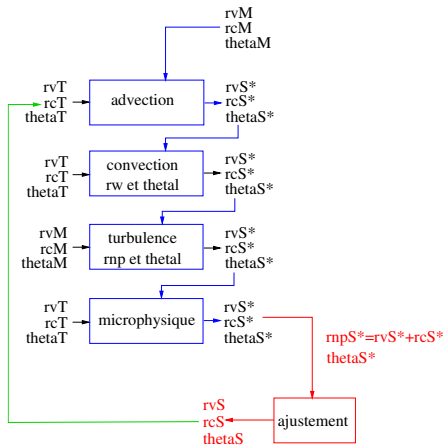 rvM
rcM
thetaM
rvT
rcT
thetaT
advection
rvS*
rcS*
thetaS*
rvT
rcT
thetaT
convection
rw et thetal
rvS*
rcS*
thetaS*
rvM
rcM
thetaM
turbulence
rnp et thetal
rvS*
rcS*
thetaS*
rvT
rcT
thetaT
microphysique
rvS*
rcS*
thetaS*
rnpS*=rvS*+rcS*
thetaS*
rvS
rcS
thetaS
ajustement